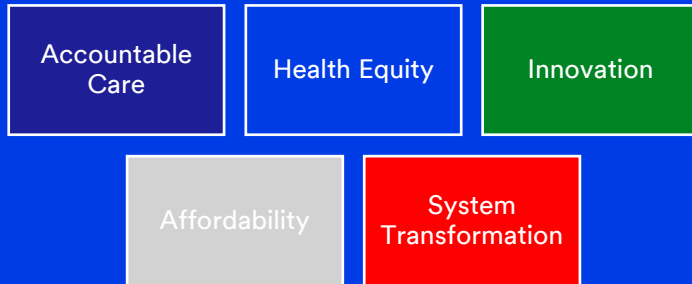 Accountable
Care
Health Equity
Innovation
Affordability
System
Transformation